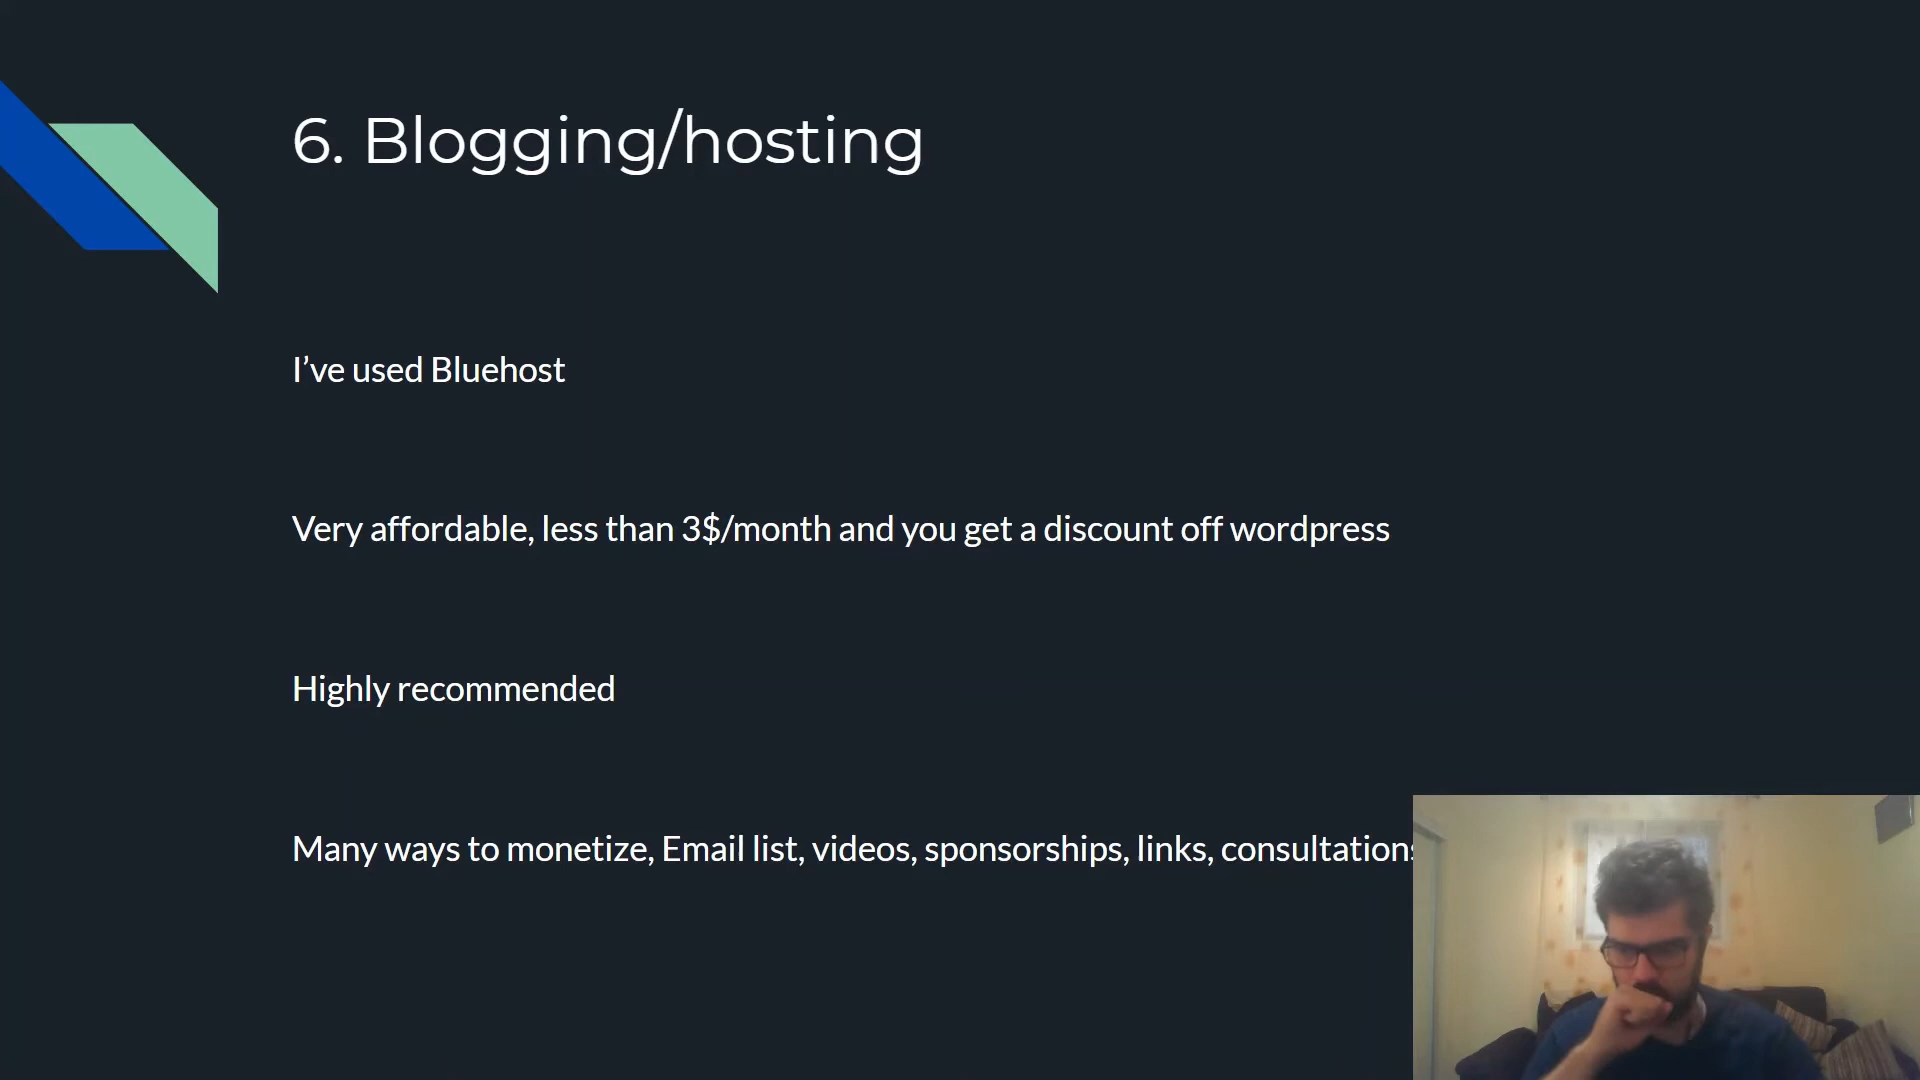 6. Blogging/hosting
I’ve used Bluehost
Very affordable, less than 3$/month and you get a discount off wordpress
Highly recommended
Many ways to monetize, Email list, videos, sponsorships, links, consultations